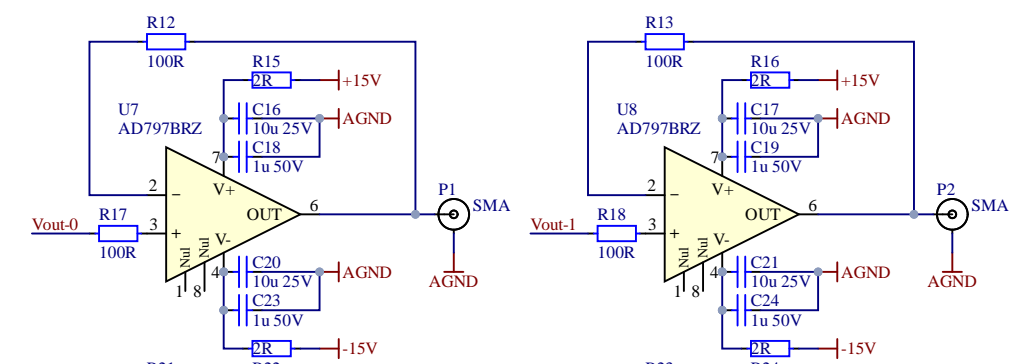 R12
100R
R15
2R
+15V
U7
AD797BRZ
C16
10u 25V
AGND
C18
1u 50V
7
V+
2
−
OUT
6
P1
SMA
Vout-0
R17
100R
3
+
V-
Nul
Nul
1
8
4
C20
10u 25V
AGND
C23
1u 50V
AGND
2R
-15V
R13
100R
R16
2R
+15V
U8
AD797BRZ
C17
10u 25V
AGND
C19
1u 50V
7
V+
2
−
OUT
6
P2
SMA
Vout-1
R18
100R
3
+
V-
Nul
Nul
1
8
4
C21
10u 25V
AGND
C24
1u 50V
AGND
2R
-15V